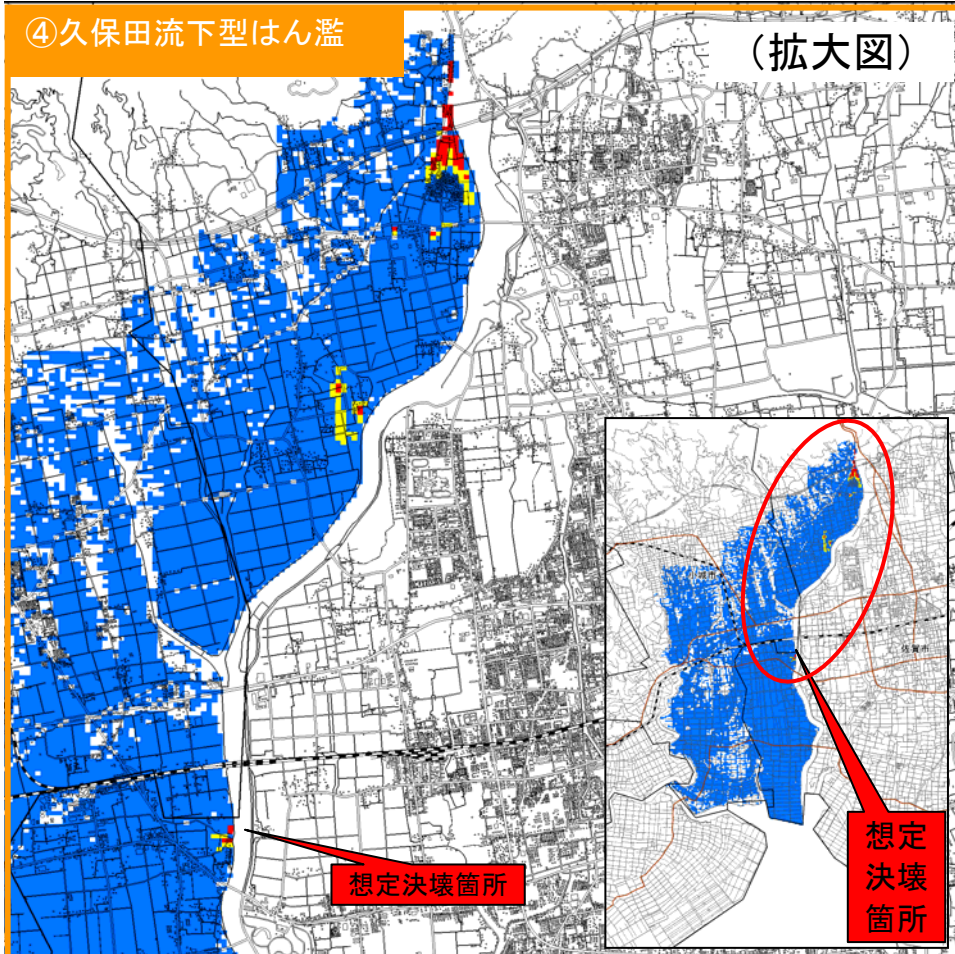 ④久保田流下型はん濫
（拡大図）
佐賀市
想定決壊箇所
想定
決壊
箇所